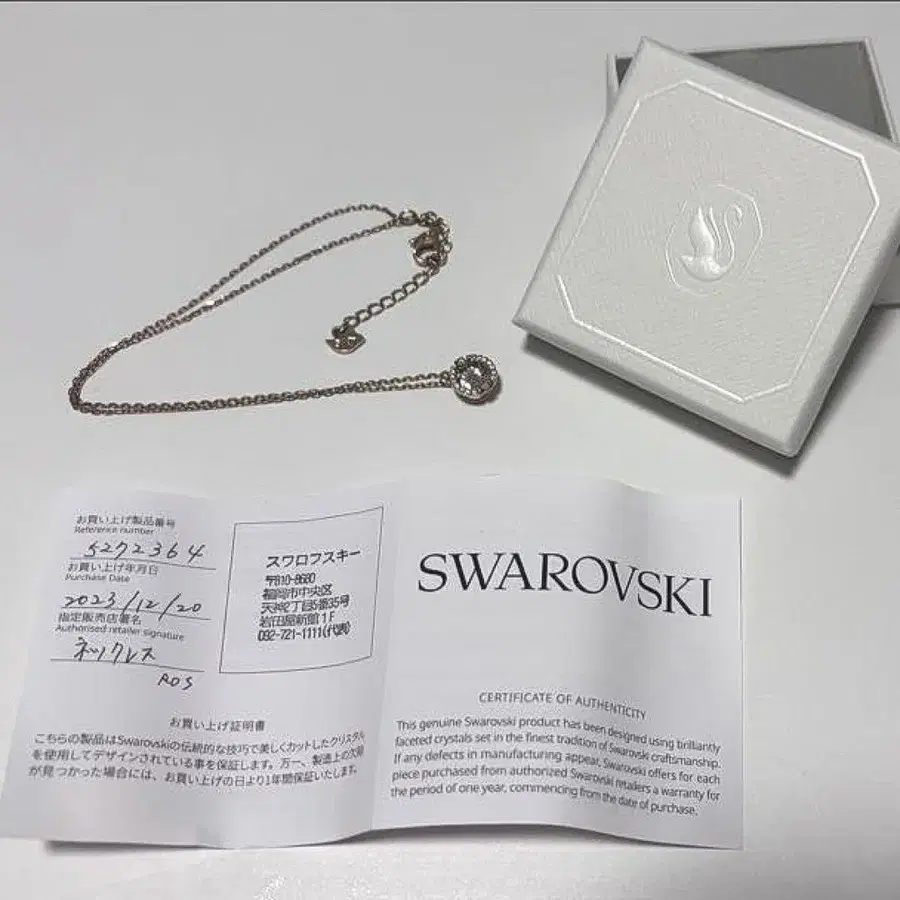 お買い上げ製品番号
Reference number
5272364
お買い上げ年月日
Purchase Date
2023/12/20
指定販売店署名
Authorised retailer signature
ネックレス
ROS
スワロフスキー
〒810-8680
福岡市中央区
天神2丁目5番35号
岩田屋新館1F
092-721-1111(代表)
お買い上げ証明書
こちらの製品はSwarovskiの伝統的な技巧で美しくカットしたクリスタル
を使用してデザインされている事を保証します。万一、製造上の欠陥
が見つかった場合には、お買い上げの日より1年間保証いたします。
SWAROVSKI
CERTIFICATE OF AUTHENTICITY
This genuine Swarovski product has been designed using brilliantly
faceted crystals set in the finest tradition of Swarovski craftsmanship.
If any defects in manufacturing appear, Swarovski offers for each
piece purchased from authorized Swarovski retailers a warranty for
the period of one year, commencing from the date of purchase.